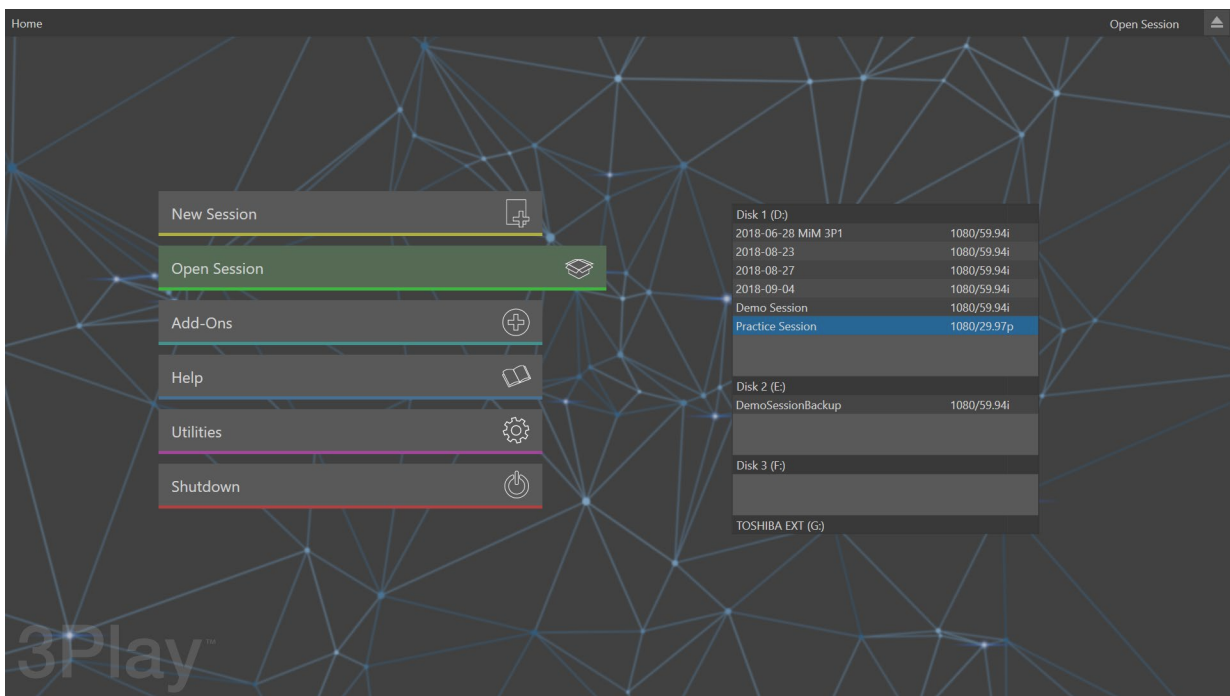 Home
Open Session
New Session
Open Session
Add-Ons
Help
Utilities
Shutdown
Disk 1 (D:)
2018-06-28 MiM 3P1 1080/59.94i
2018-08-23 1080/59.94i
2018-08-27 1080/59.94i
2018-09-04 1080/59.94i
Demo Session 1080/59.94i
Practice Session 1080/29.97p
Disk 2 (E:)
DemoSessionBackup 1080/59.94i
Disk 3 (F:)
TOSHIBA EXT (G:)
3Play™